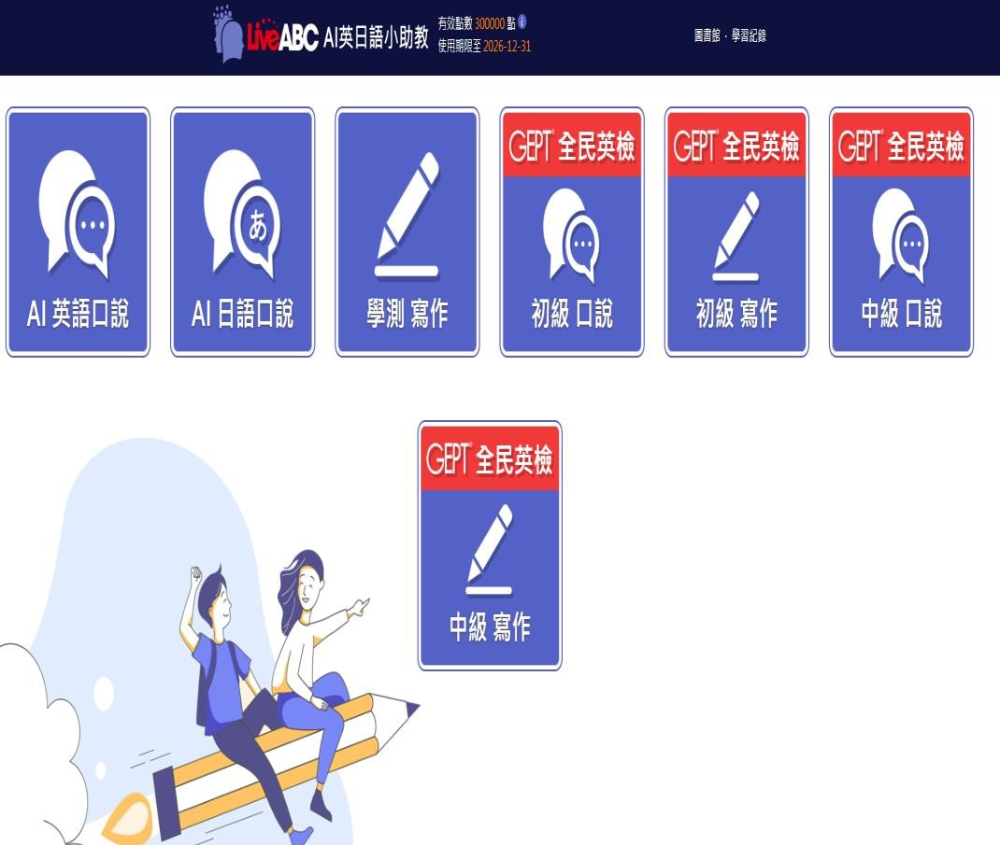 LiveABC AI英日語小助教
有效點數 300000 點 i
使用期限至 2026-12-31
圖書館 · 學習紀錄
AI 英語口說
あ
AI 日語口說
學測 寫作
GEPT® 全民英檢
初級 口說
GEPT® 全民英檢
初級 寫作
GEPT® 全民英檢
中級 口說
GEPT® 全民英檢
中級 寫作